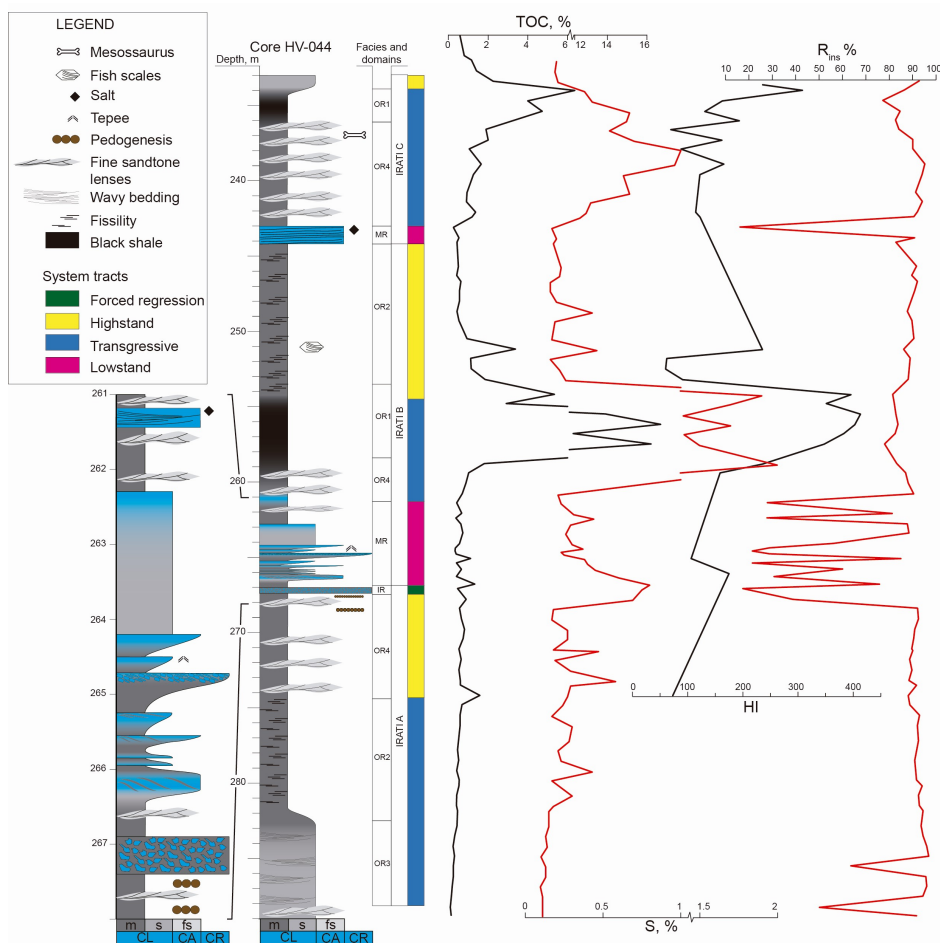 LEGEND
Mesossaurus
Fish scales
Salt
Tepee
Pedogenesis
Fine sandtone
lenses
Wavy bedding
Fissility
Black shale
System tracts
Forced regression
Highstand
Transgressive
Lowstand
Core HV-044
Depth, m
Facies and
domains
240
250
260
270
280
OR1
OR4
MR
OR2
OR1
OR4
MR
IR
OR4
OR2
OR3
IRATI C
IRATI B
IRATI A
261
262
263
264
265
266
267
m s fs
CL CA CR
m s fs
CL CA CR
TOC, %
0 2 4 6 12 14 16
R ins %
10 20 30 40 50 60 70 80 90 100
0 100 200 300 400
HI
0 0.5 1 1.5 2
S, %